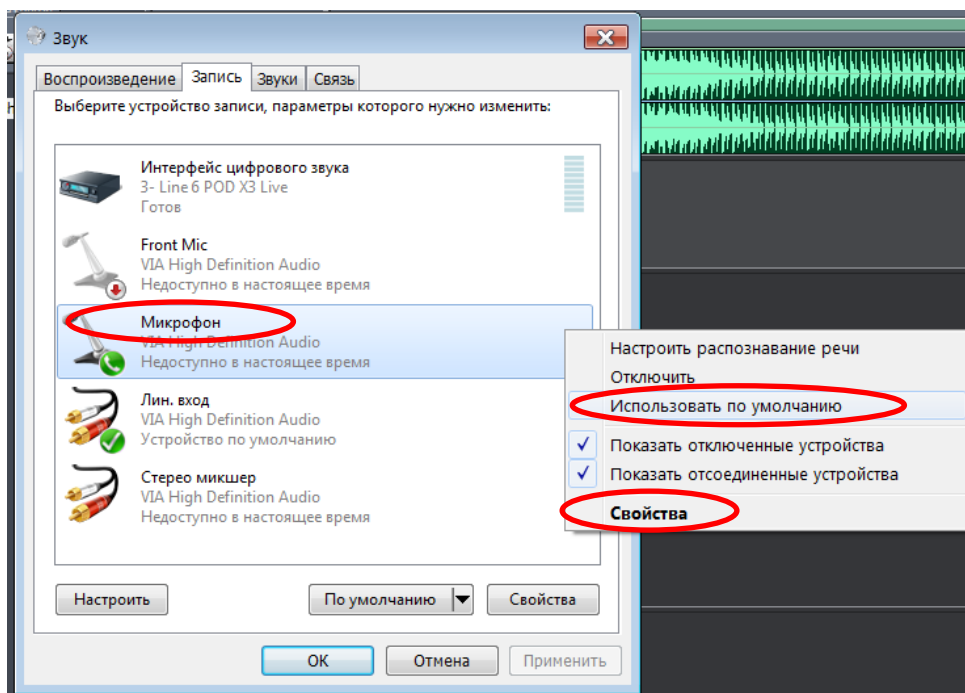 Звук
Воспроизведение Запись Звуки Связь
Выберите устройство записи, параметры которого нужно изменить:
Интерфейс цифрового звука
3- Line 6 POD X3 Live
Готов
Front Mic
VIA High Definition Audio
Недоступно в настоящее время
Микрофон
VIA High Definition Audio
Недоступно в настоящее время
Лин. вход
VIA High Definition Audio
Устройство по умолчанию
Стерео микшер
VIA High Definition Audio
Недоступно в настоящее время
Настроить распознавание речи
Отключить
Использовать по умолчанию
Показать отключенные устройства
Показать отсоединенные устройства
Свойства
Настроить По умолчанию Свойства
ОК Отмена Применить